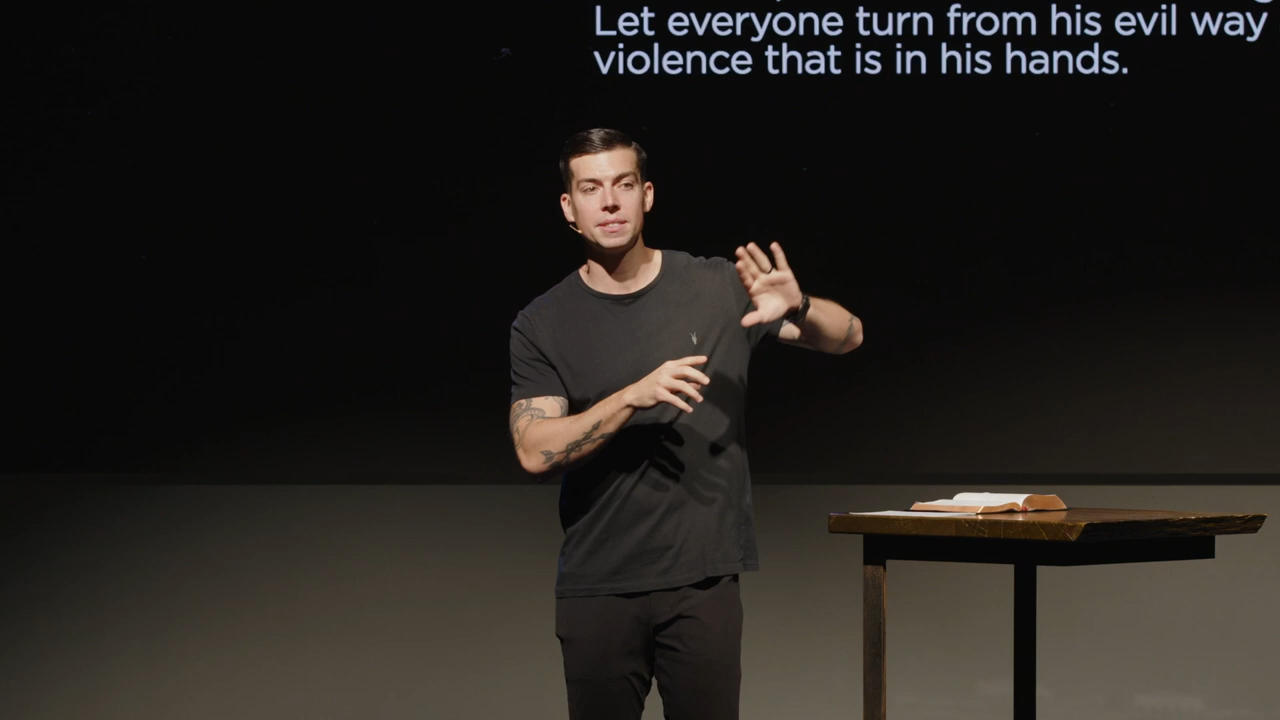 Let everyone turn from his evil way
violence that is in his hands.